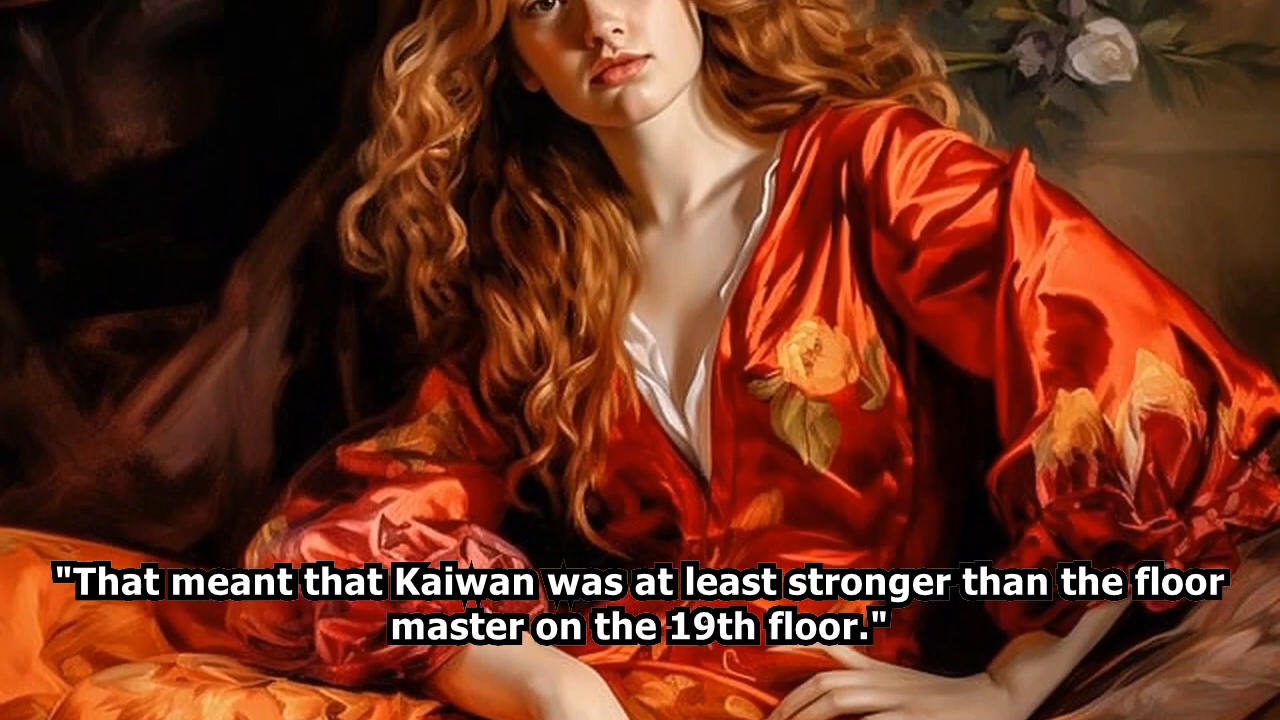 "That meant that Kaiwan was at least stronger than the floor
master on the 19th floor."